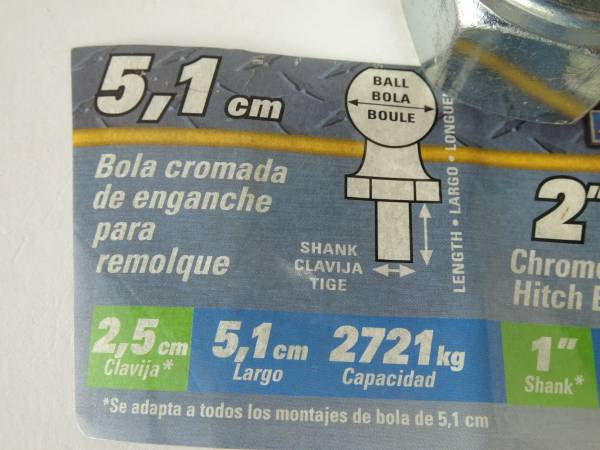 5,1 cm
Bola cromada
de enganche
para
remolque
BALL
BOLA
BOULE
SHANK
CLAVIJA
TIGE
LENGTH • LARGO •
2"
Hitch
2,5 cm
Clavija*
5,1 cm
Largo
2721 kg
Capacidad
1"
Shank*
*Se adapta a todos los montajes de bola de 5,1 cm